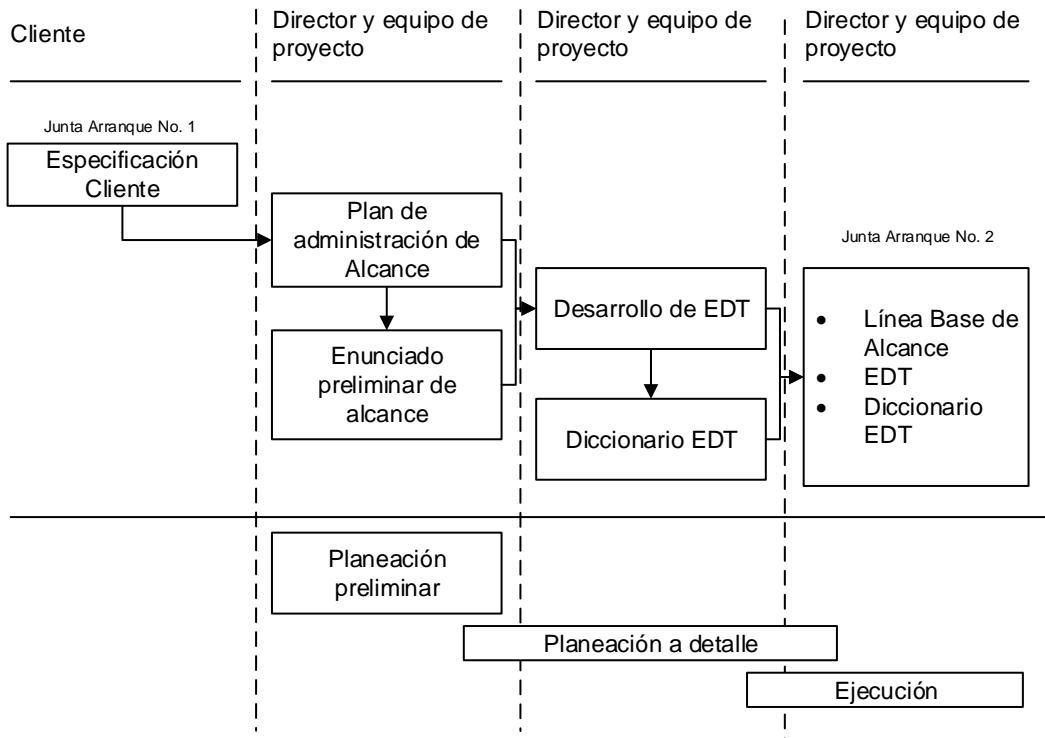 Cliente
Director y equipo de
proyecto
Director y equipo de
proyecto
Director y equipo de
proyecto
Junta Arranque No. 1
Especificación
Cliente
Plan de
administración de
Alcance
Enunciado
preliminar de
alcance
Desarrollo de EDT
Diccionario EDT
Junta Arranque No. 2
• Línea Base de
Alcance
• EDT
• Diccionario
EDT
Planeación
preliminar
Planeación a detalle
Ejecución